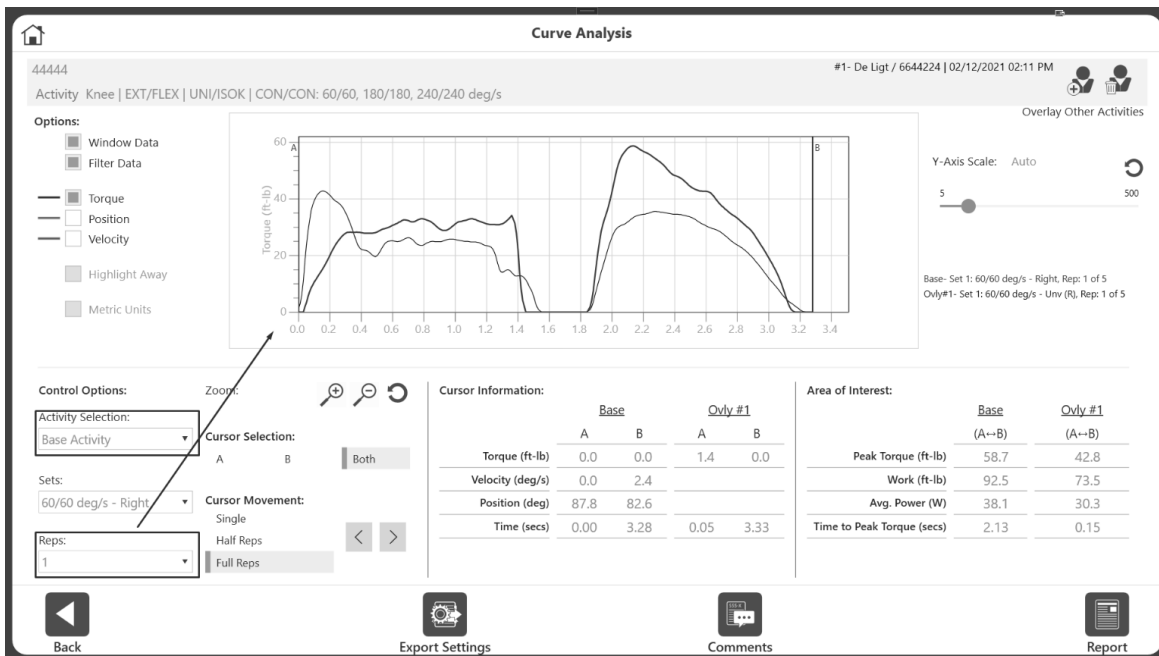 Curve Analysis
44444
#1- De Ligt / 6644224 | 02/12/2021 02:11 PM
Activity Knee | EXT/FLEX | UNI/ISOK | CON/CON: 60/60, 180/180, 240/240 deg/s
Overlay Other Activities
Options:
Window Data
Filter Data
Torque
Position
Velocity
Highlight Away
Metric Units
Torque (ft-lb)
60
40
20
0
A
B
0.0 0.2 0.4 0.6 0.8 1.0 1.2 1.4 1.6 1.8 2.0 2.2 2.4 2.6 2.8 3.0 3.2 3.4
Y-Axis Scale: Auto
5 500
Base- Set 1: 60/60 deg/s - Right, Rep: 1 of 5
Ovly#1- Set 1: 60/60 deg/s - Unv (R), Rep: 1 of 5
Control Options:
Activity Selection:
Base Activity
Sets:
60/60 deg/s - Right
Reps:
1
Zoom:
Cursor Selection:
A B Both
Cursor Movement:
Single
Half Reps
Full Reps
Cursor Information:
Base Ovly #1
A B A B
Torque (ft-lb) 0.0 0.0 1.4 0.0
Velocity (deg/s) 0.0 2.4
Position (deg) 87.8 82.6
Time (secs) 0.00 3.28 0.05 3.33
Area of Interest:
Base Ovly #1
(A↔B) (A↔B)
Peak Torque (ft-lb) 58.7 42.8
Work (ft-lb) 92.5 73.5
Avg. Power (W) 38.1 30.3
Time to Peak Torque (secs) 2.13 0.15
Back
Export Settings
Comments
Report